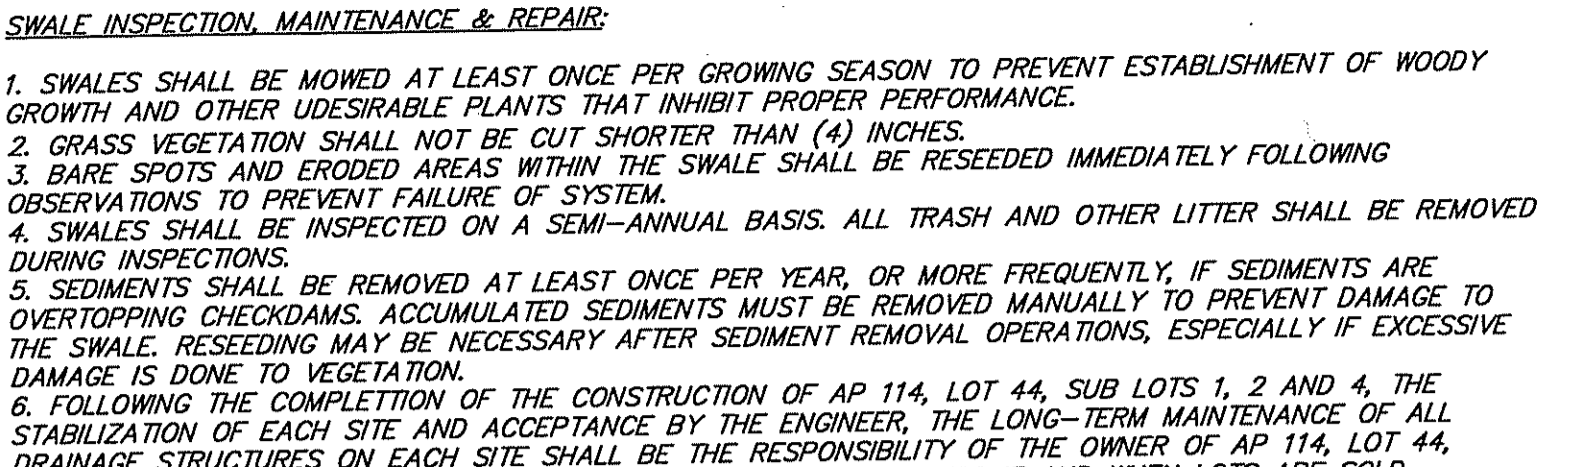 SWALE INSPECTION, MAINTENANCE & REPAIR:
1. SWALES SHALL BE MOWED AT LEAST ONCE PER GROWING SEASON TO PREVENT ESTABLISHMENT OF WOODY
GROWTH AND OTHER UDESIRABLE PLANTS THAT INHIBIT PROPER PERFORMANCE.
2. GRASS VEGETATION SHALL NOT BE CUT SHORTER THAN (4) INCHES.
3. BARE SPOTS AND ERODED AREAS WITHIN THE SWALE SHALL BE RESEEDED IMMEDIATELY FOLLOWING
OBSERVATIONS TO PREVENT FAILURE OF SYSTEM.
4. SWALES SHALL BE INSPECTED ON A SEMI-ANNUAL BASIS. ALL TRASH AND OTHER LITTER SHALL BE REMOVED
DURING INSPECTIONS.
5. SEDIMENTS SHALL BE REMOVED AT LEAST ONCE PER YEAR, OR MORE FREQUENTLY, IF SEDIMENTS ARE
OVERTOPPING CHECKDAMS. ACCUMULATED SEDIMENTS MUST BE REMOVED MANUALLY TO PREVENT DAMAGE TO
THE SWALE. RESEEDING MAY BE NECESSARY AFTER SEDIMENT REMOVAL OPERATIONS, ESPECIALLY IF EXCESSIVE
DAMAGE IS DONE TO VEGETATION.
6. FOLLOWING THE COMPLETTION OF THE CONSTRUCTION OF AP 114, LOT 44, SUB LOTS 1, 2 AND 4, THE
STABILIZATION OF EACH SITE AND ACCEPTANCE BY THE ENGINEER, THE LONG-TERM MAINTENANCE OF ALL
DRAINAGE STRUCTURES ON EACH SITE SHALL BE THE RESPONSIBILITY OF THE OWNER OF AP 114, LOT 44,
AND WHEN LOTS ARE SOLD